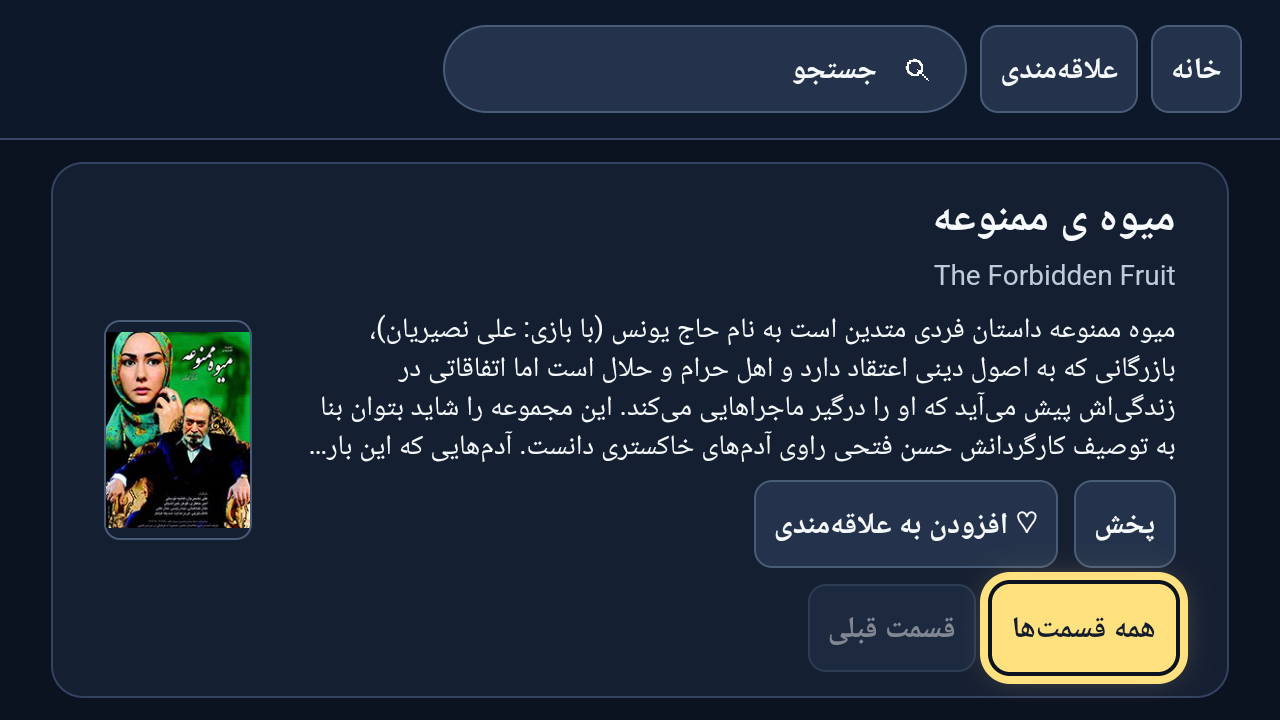 خانه
علاقه‌مندی
جستجو
میوه ی ممنوعه
The Forbidden Fruit
میوه ممنوعه داستان فردی متدین است به نام حاج یونس (با بازی: علی نصیریان)،
بازرگانی که به اصول دینی اعتقاد دارد و اهل حرام و حلال است اما اتفاقاتی در
زندگی‌اش پیش می‌آید که او را درگیر ماجراهایی می‌کند. این مجموعه را شاید بتوان بنا
به توصیف کارگردانش حسن فتحی راوی آدم‌های خاکستری دانست. آدم‌هایی که این بار...
میوه ممنوعه
پخش
♡ افزودن به علاقه‌مندی
همه قسمت‌ها
قسمت قبلی